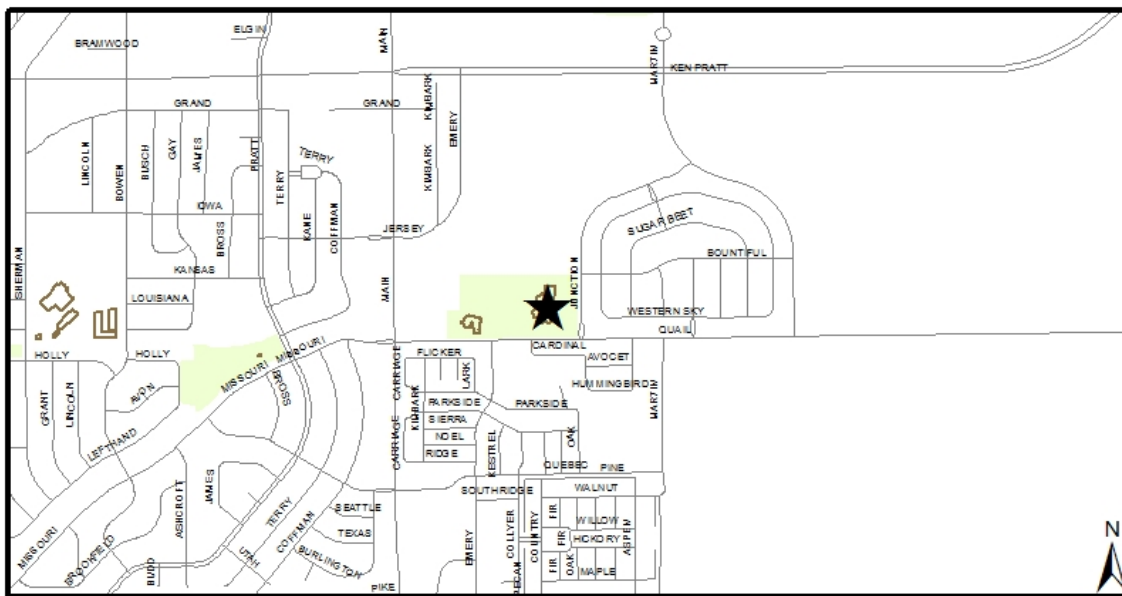 ELGIN
BRAMWOOD
MAIN
MARTIN
KEN PRATT
GRAND
GRAND
KIMBARK
EMERY
LINCOLN
BOWEN
BUSCH
GAY
JAMES
PRATT
TERRY
TERRY
KIMBARK
IOWA
BROSS
KANE
COFFMAN
JERSEY
SUGAR BEET
BOUNTIFUL
SHERMAN
KANSAS
LOUISIANA
MAIN
JUNCTION
WESTERN SKY
QUAIL
HOLLY
HOLLY
MISSOURI
MISSOURI
CARDINAL
FLICKER
AVOCET
LARK
HUMMINGBIRD
CARRIAGE
KIMBARK
GRANT
LINCOLN
AVON
BROSS
PARKSIDE
PARKSIDE
MARTIN
SIERRA
NOEL
RIDGE
CARRIAGE
KESTREL
OAK
LEFTHAND
QUEBEC
PINE
SOUTHRIDGE
WALNUT
JAMES
ASHCROFT
TERRY
SEATTLE
TEXAS
COFFMAN
BURLINGTON
UTAH
MISSOURI
BROOKFIELD
BUDD
EMERY
COLLYER
COUNTRY
PECAN
FIR
WILLOW
FIR
HICKORY
ASPEN
FIR
OAK
MAPLE
PIKE
N